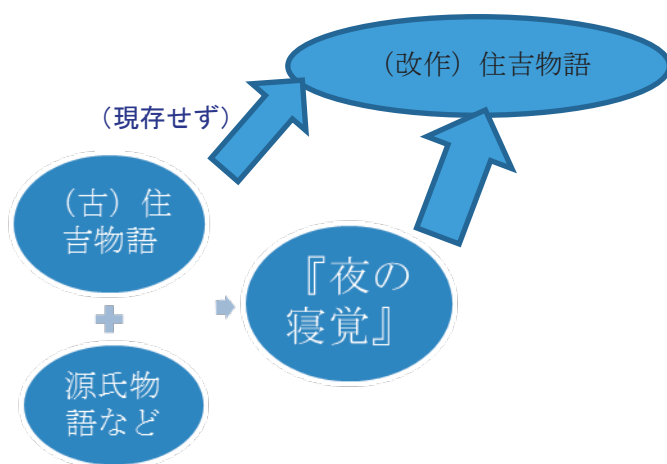 （改作）住吉物語
（現存せず）
（古）住
吉物語
『夜の
寝覚』
源氏物
語など